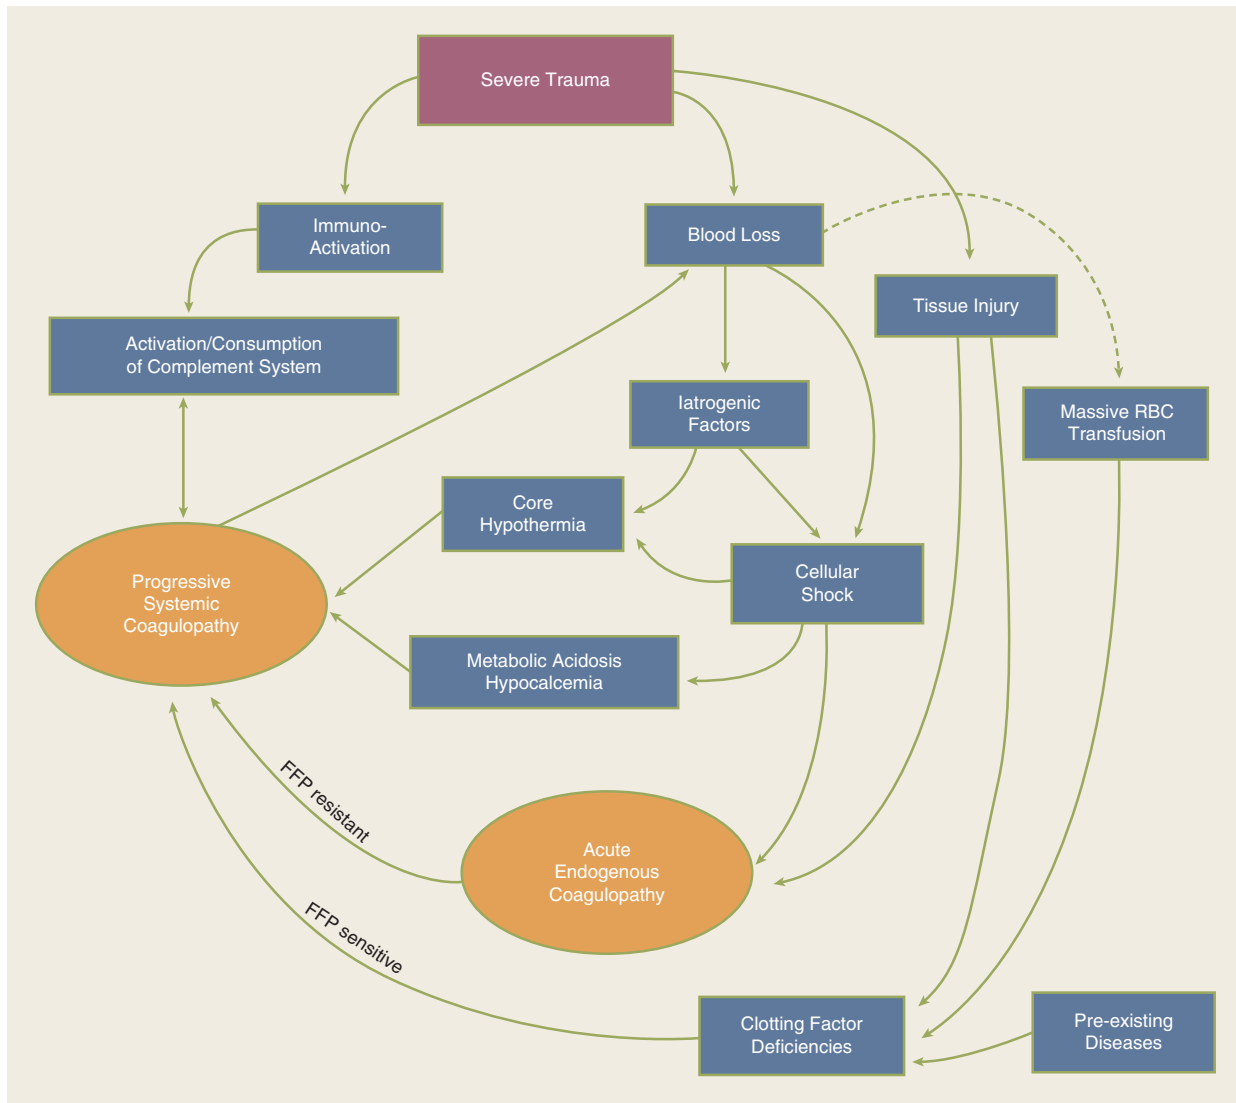 Severe Trauma
Immuno-
Activation
Blood Loss
Tissue Injury
Activation/Consumption
of Complement System
Iatrogenic
Factors
Massive RBC
Transfusion
Core
Hypothermia
Cellular
Shock
Progressive
Systemic
Coagulopathy
Metabolic Acidosis
Hypocalcemia
FFP resistant
Acute
Endogenous
Coagulopathy
FFP sensitive
Clotting Factor
Deficiencies
Pre-existing
Diseases